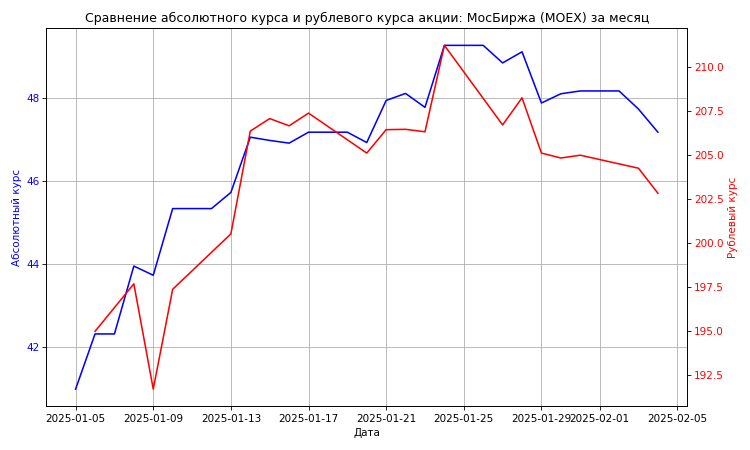 Сравнение абсолютного курса и рублевого курса акции: МосБиржа (MOEX) за месяц
Абсолютный курс
48
46
44
42
210.0
207.5
205.0
202.5
200.0
197.5
195.0
192.5
Рублевый курс
2025-01-05 2025-01-09 2025-01-13 2025-01-17 2025-01-21 2025-01-25 2025-01-29 2025-02-01 2025-02-05
Дата